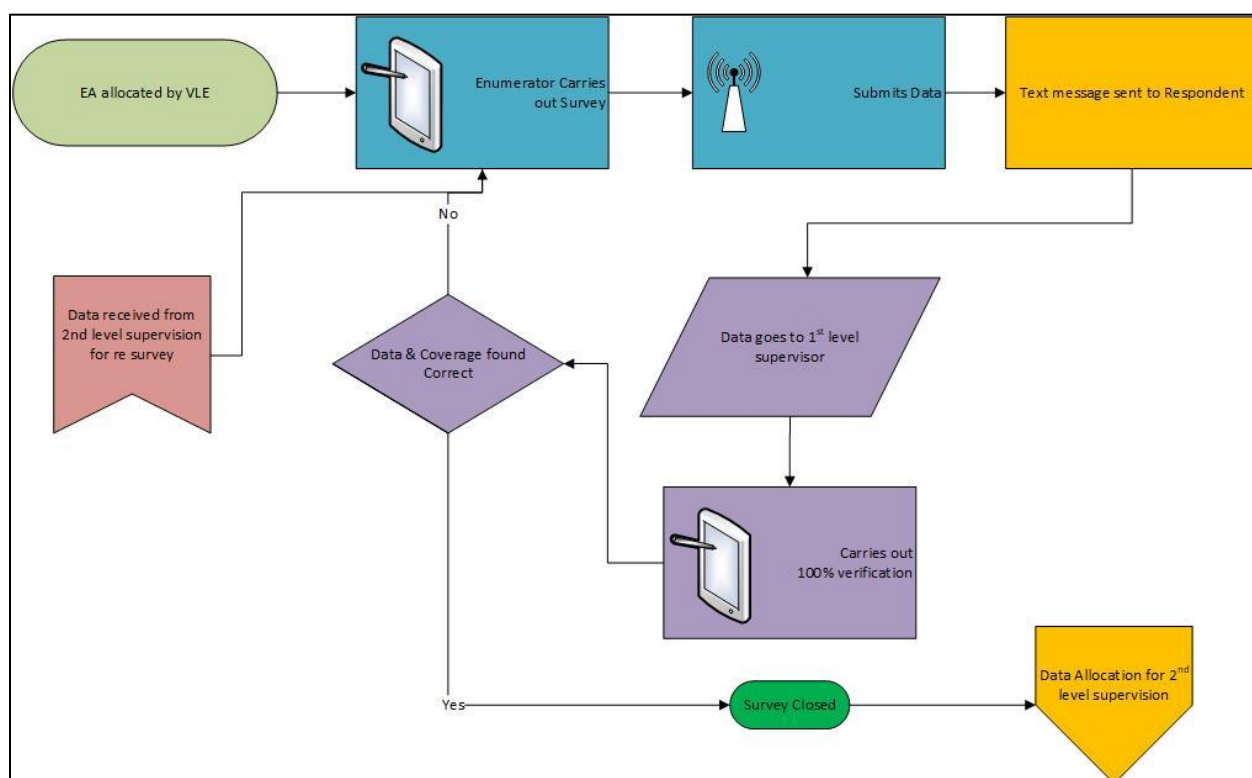 EA allocated by VLE
Enumerator Carries
out Survey
Submits Data
Text message sent to Respondent
No
Data received from
2nd level supervision
for re survey
Data & Coverage found
Correct
Data goes to 1st level
supervisor
Carries out
100% verification
Yes
Survey Closed
Data Allocation for 2nd
level supervision